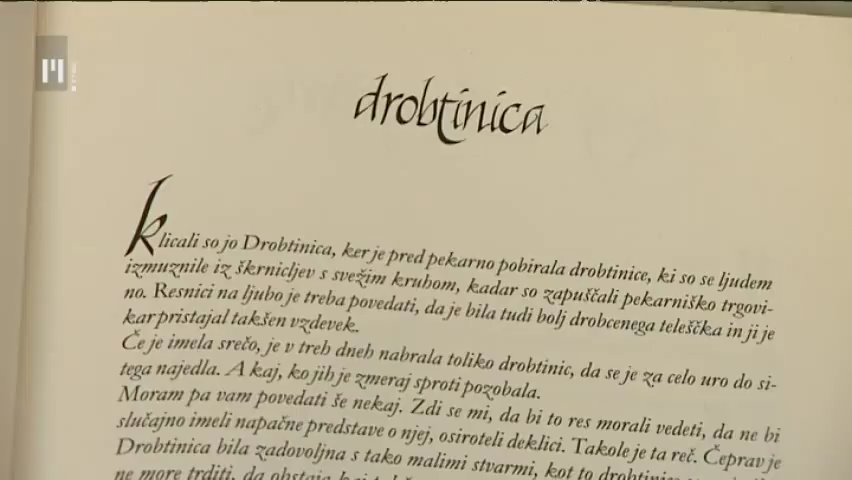 drobtinica
klicali so jo Drobtinica, ker je pred pekarno pobirala drobtinice, ki so se ljudem
izmuznile iz škrnicljev s svežim kruhom, kadar so zapuščali pekarniško trgovi-
no. Resnici na ljubo je treba povedati, da je bila tudi bolj drobcenega teleščka in ji je
kar pristajal takšen vzdevek.
Če je imela srečo, je v treh dneh nabrala toliko drobtinic, da se je za celo uro do si-
tega najedla. A kaj, ko jih je zmeraj sproti pozobala.
Moram pa vam povedati še nekaj. Zdi se mi, da bi to res morali vedeti, da ne bi
slučajno imeli napačne predstave o njej, osiroteli deklici. Takole je ta reč. Čeprav je
Drobtinica bila zadovoljna s tako malimi stvarmi, kot to drobtinice
ne more trditi, da obstaja